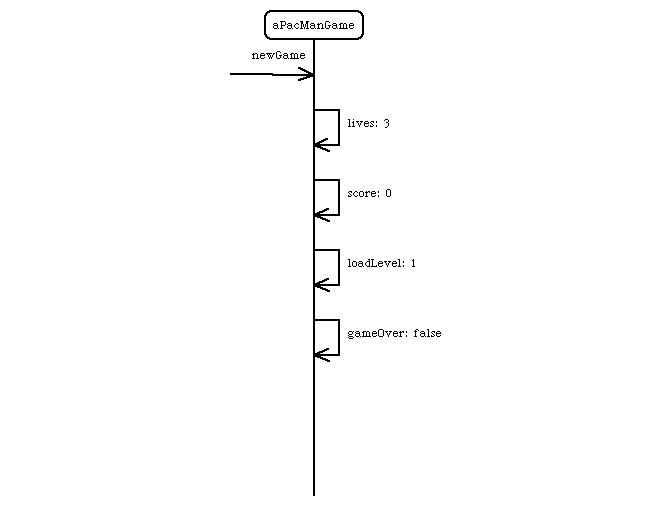 aPacManGame
newGame
lives: 3
score: 0
loadLevel: 1
gameOver: false